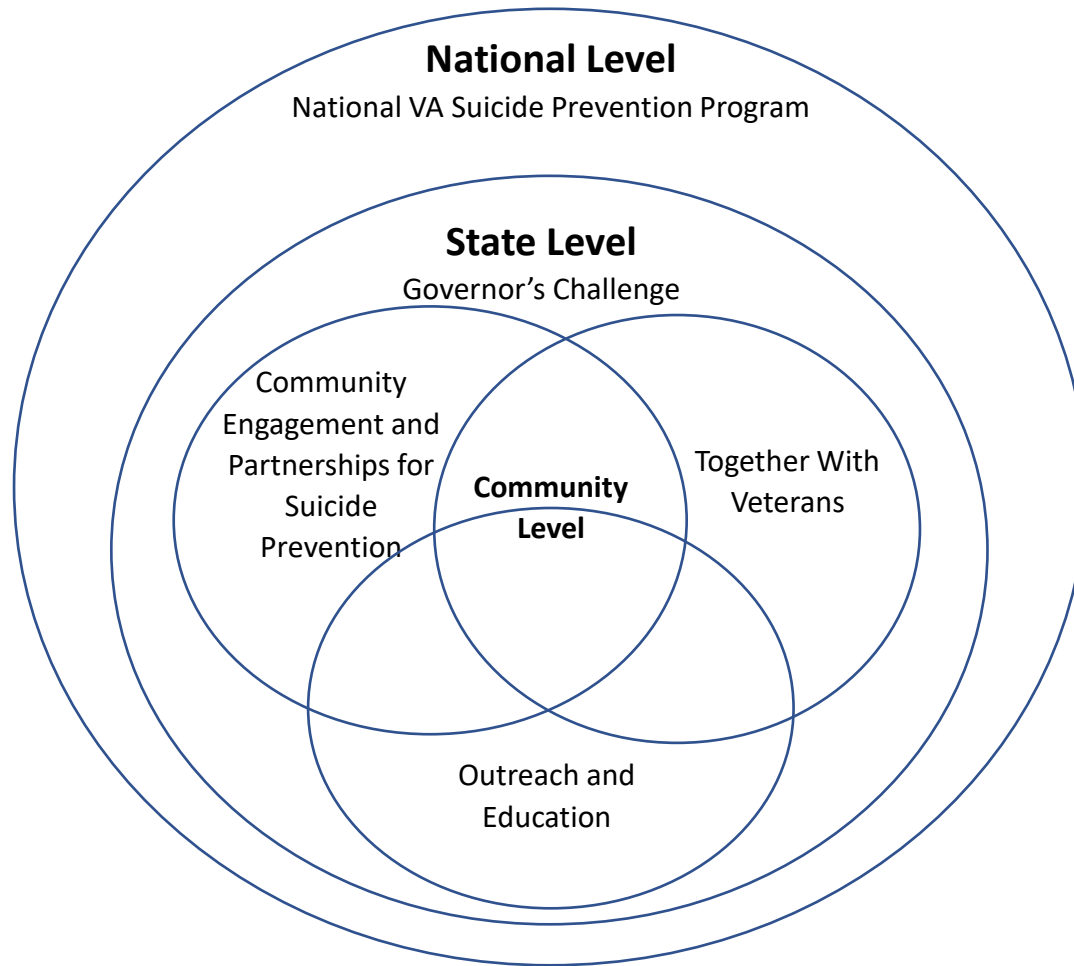 National Level
National VA Suicide Prevention Program
State Level
Governor’s Challenge
Community
Engagement and
Partnerships for
Suicide
Prevention
Together With
Veterans
Community
Level
Outreach and
Education